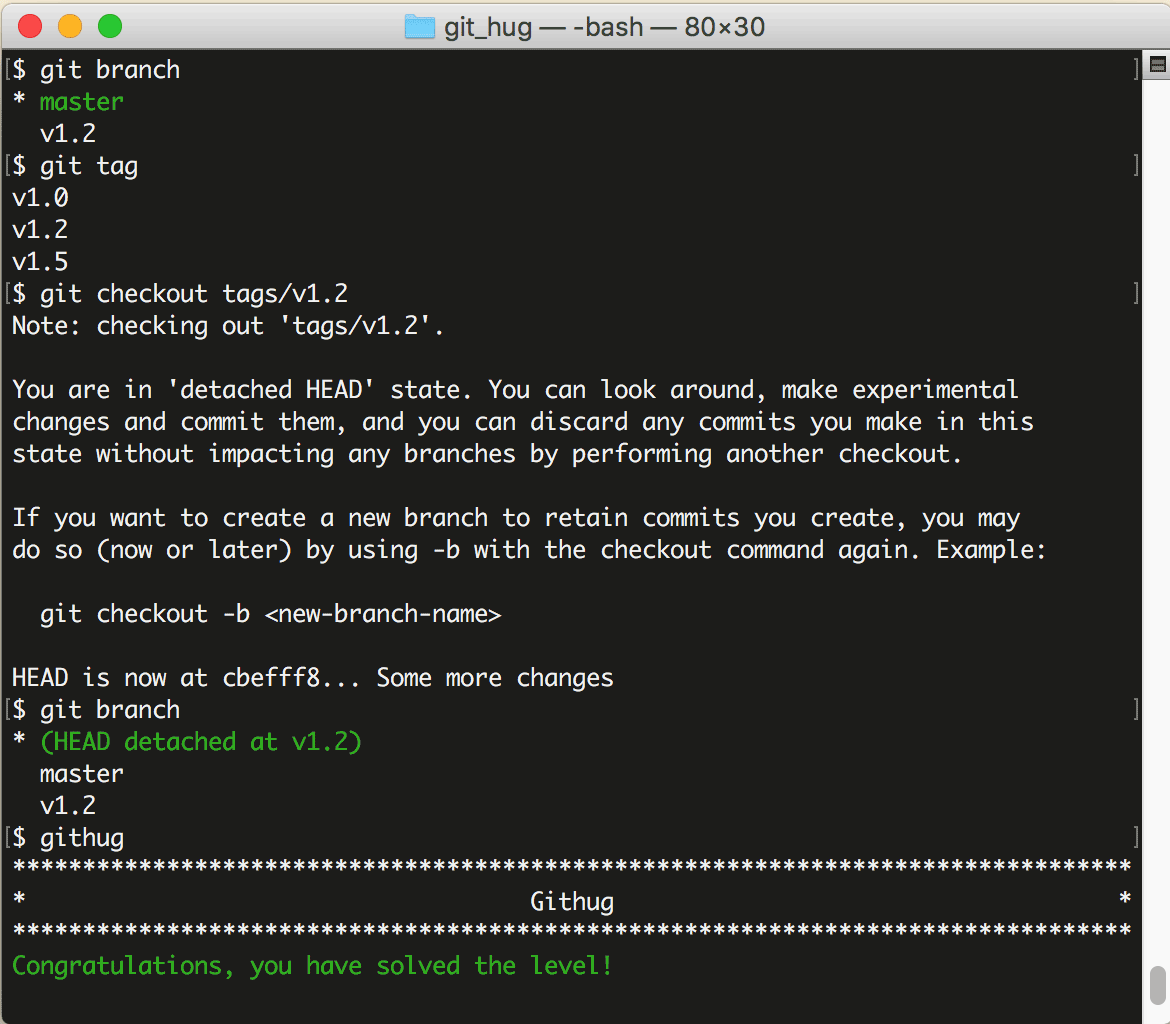 git_hug — -bash — 80×30
[$ git branch ]
* master
  v1.2
[$ git tag ]
v1.0
v1.2
v1.5
[$ git checkout tags/v1.2 ]
Note: checking out 'tags/v1.2'.

You are in 'detached HEAD' state. You can look around, make experimental
changes and commit them, and you can discard any commits you make in this
state without impacting any branches by performing another checkout.

If you want to create a new branch to retain commits you create, you may
do so (now or later) by using -b with the checkout command again. Example:

  git checkout -b <new-branch-name>

HEAD is now at cbefff8... Some more changes
[$ git branch ]
* (HEAD detached at v1.2)
  master
  v1.2
[$ githug ]
********************************************************************************
*                                    Githug                                    *
********************************************************************************
Congratulations, you have solved the level!